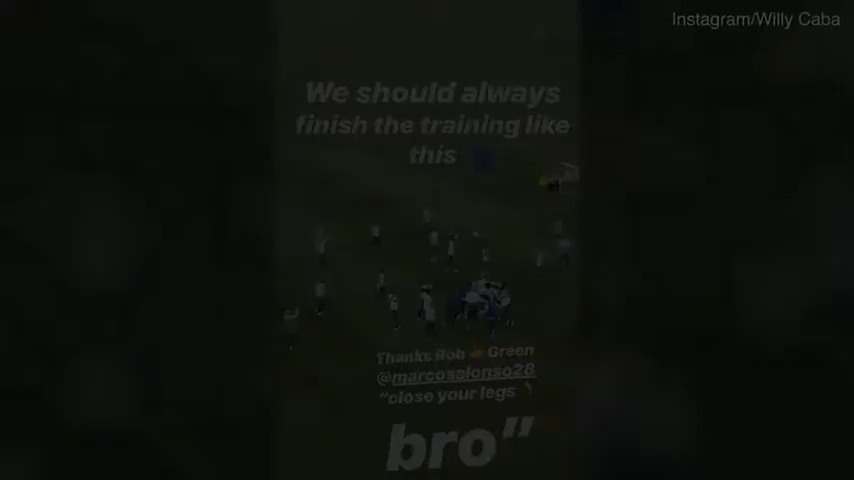 Instagram/Willy Caba
We should always
finish the training like
this
Thanks Rob 👍 Green
@marcosalonso28
"close your legs
bro"